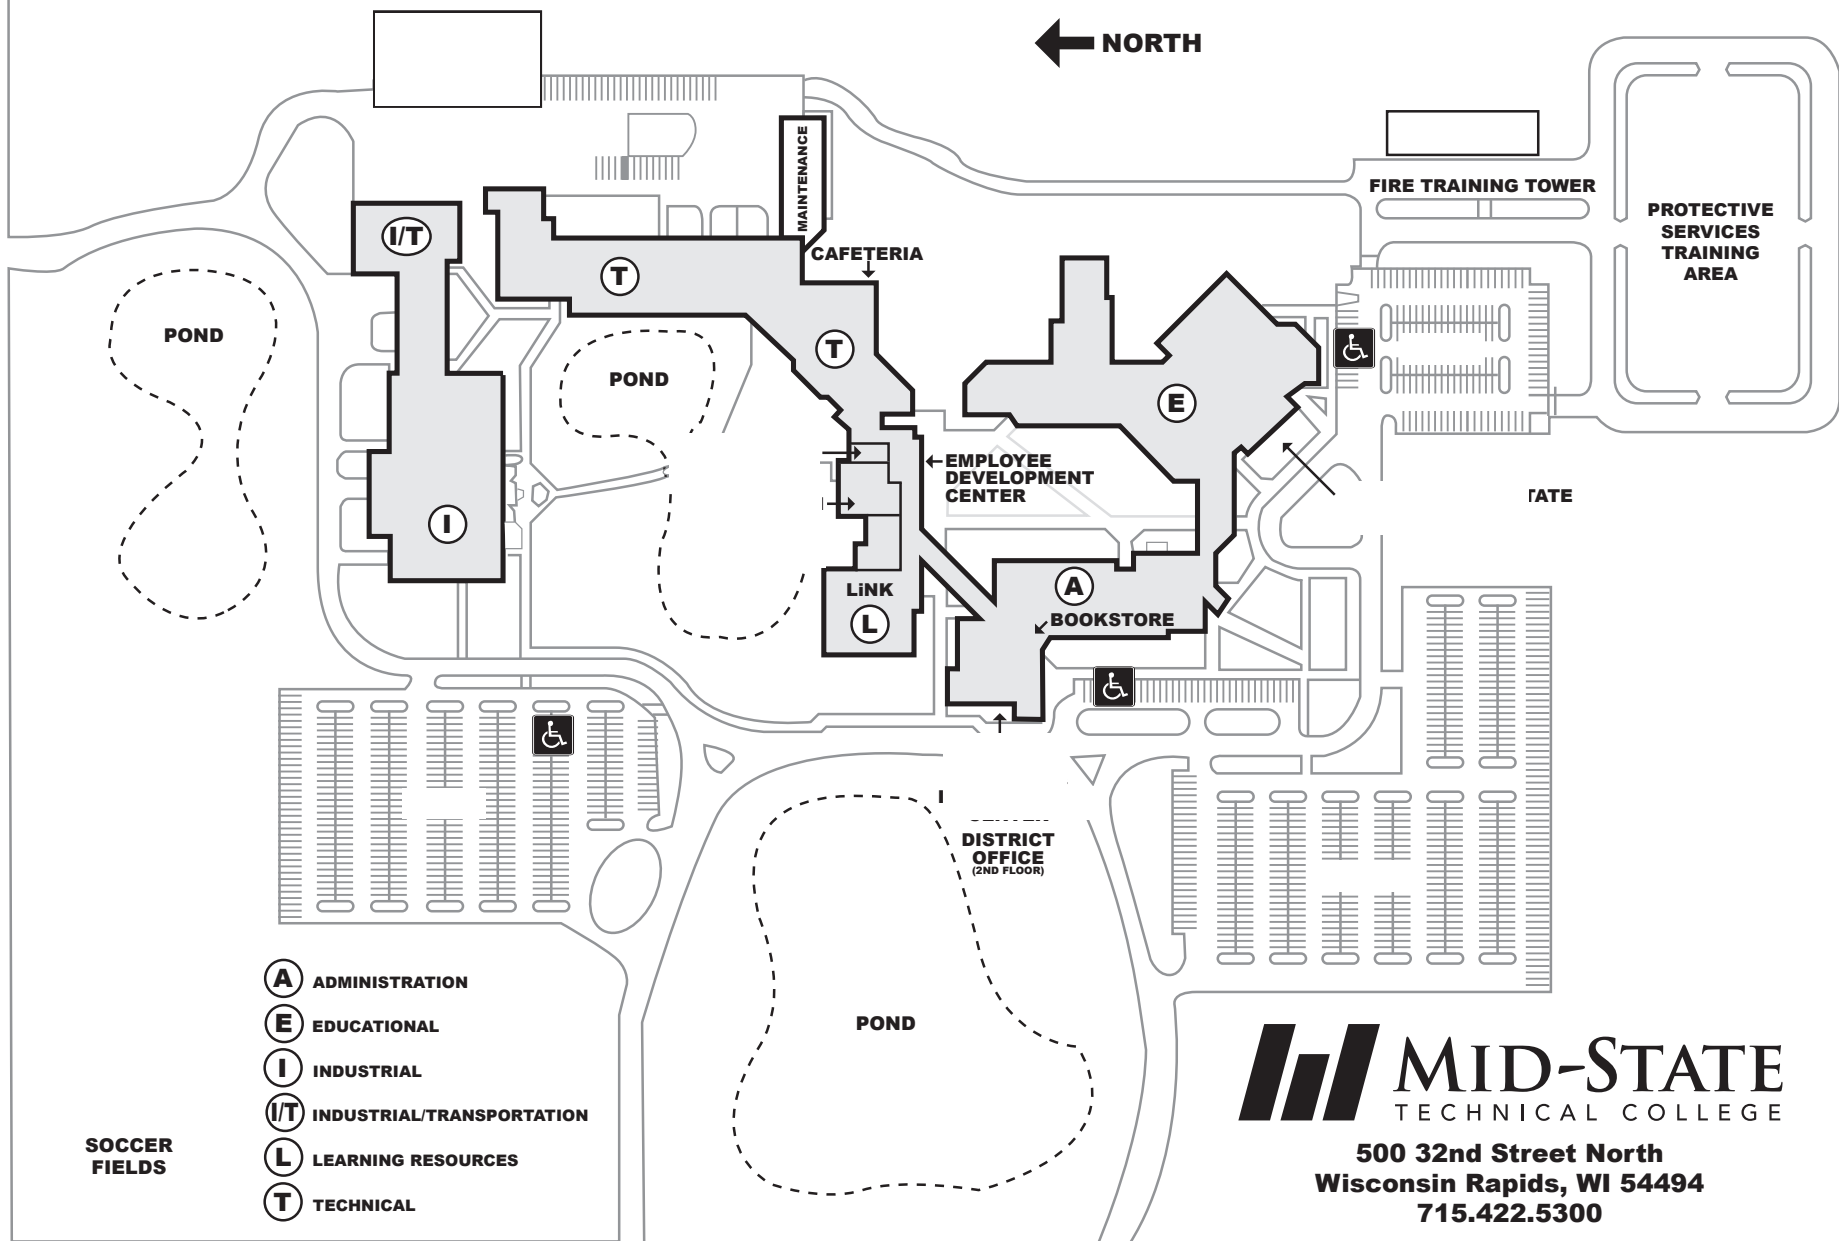 NORTH
MAINTENANCE
FIRE TRAINING TOWER
PROTECTIVE
SERVICES
TRAINING
AREA
I/T
CAFETERIA
T
POND
T
POND
E
EMPLOYEE
DEVELOPMENT
CENTER
TATE
I
LiNK
L
A
BOOKSTORE
DISTRICT
OFFICE
(2ND FLOOR)
POND
A ADMINISTRATION
E EDUCATIONAL
I INDUSTRIAL
I/T INDUSTRIAL/TRANSPORTATION
L LEARNING RESOURCES
T TECHNICAL
SOCCER
FIELDS
MID-STATE
TECHNICAL COLLEGE
500 32nd Street North
Wisconsin Rapids, WI 54494
715.422.5300